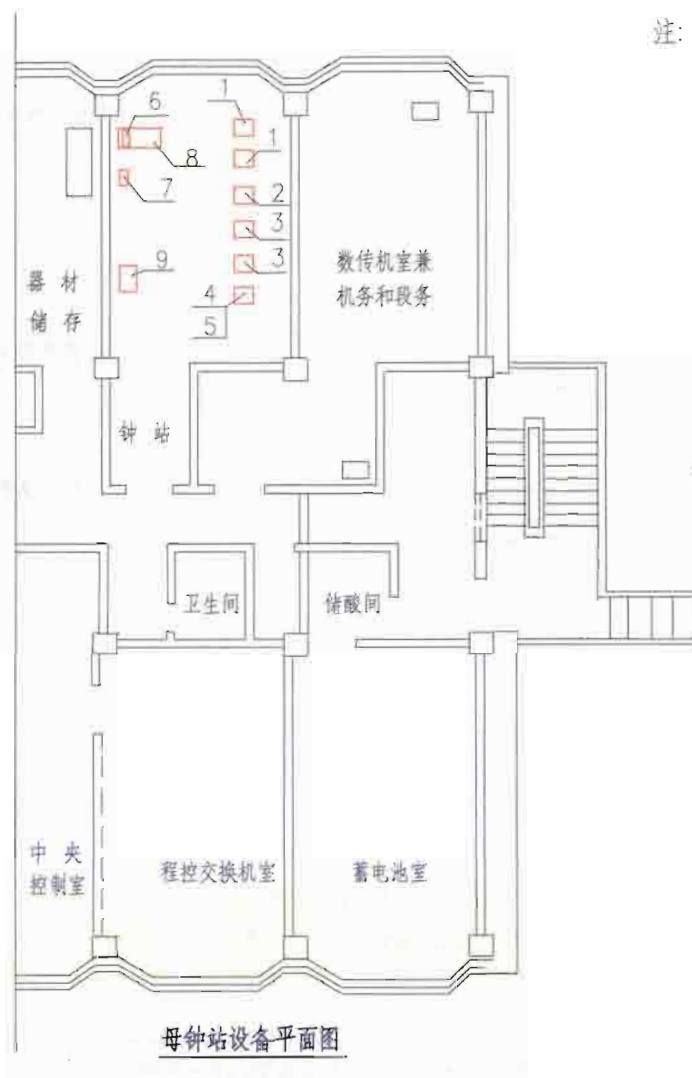 注:
6
1
8
1
7
2
3
9
3
4
5
器材
储存
数传机室兼
机务和段务
钟站
卫生间
储酸间
中央
控制室
程控交换机室
蓄电池室
母钟站设备平面图